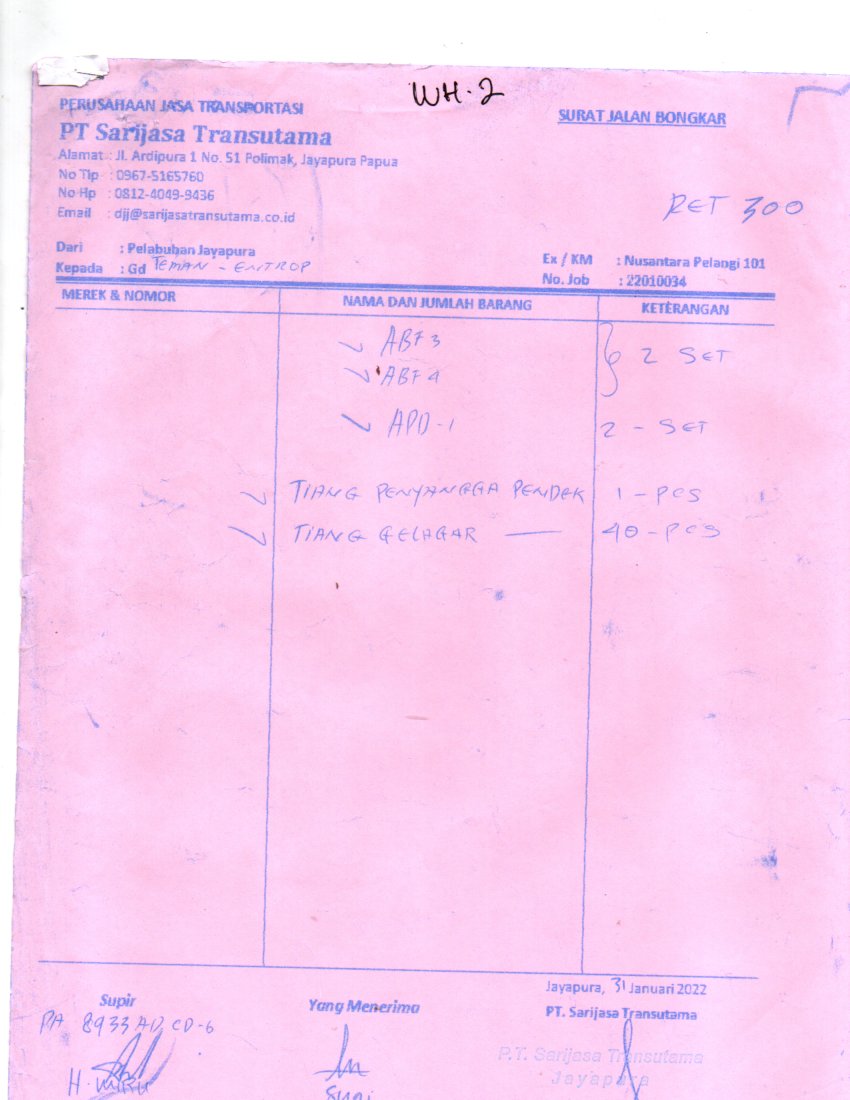 WH-2
PERUSAHAAN JASA TRANSPORTASI
SURAT JALAN BONGKAR
PT Sarijasa Transutama
Alamat : Jl. Ardipura 1 No. 51 Polimak, Jayapura Papua
No Tlp : 0967-5165760
No Hp : 0812-4049-9436
Email : djj@sarijasatransutama.co.id
RET 300
Dari : Pelabuhan Jayapura
Ex / KM : Nusantara Pelangi 101
Kepada : Gd TEMAN - ENTROP
No. Job : 22010034
MEREK & NOMOR NAMA DAN JUMLAH BARANG KETERANGAN
ABF 3
ABF 4
2 SET
APD-1 2 - SET
TIANG PENYANGGA PENDEK 1 - PCS
TIANG GELAGAR — 40 - PCS
Jayapura, 31 Januari 2022
Supir Yang Menerima PT. Sarijasa Transutama
PA 8933 AD CD-6
P.T. Sarijasa Transutama
Jayapura
H.